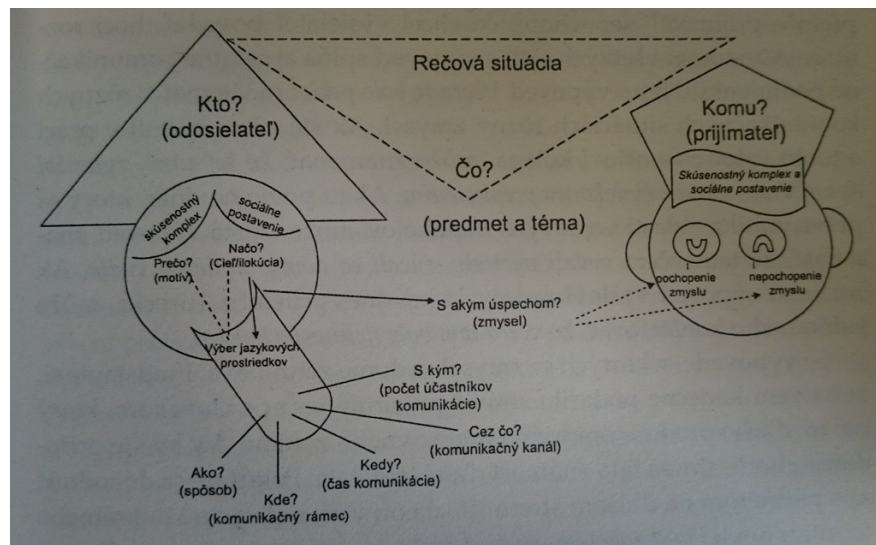 Rečová situácia
Kto?
(odosielateľ)
Komu?
(prijímateľ)
Čo?
(predmet a téma)
Skúsenostný komplex a
sociálne postavenie
skúsenostný
komplex
sociálne
postavenie
Prečo?
(motív)
Načo?
(Cieľ/ilokúcia)
pochopenie
zmyslu
nepochopenie
zmyslu
S akým úspechom?
(zmysel)
Výber jazykových
prostriedkov
S kým?
(počet účastníkov
komunikácie)
Cez čo?
(komunikačný kanál)
Kedy?
(čas komunikácie)
Ako?
(spôsob)
Kde?
(komunikačný rámec)